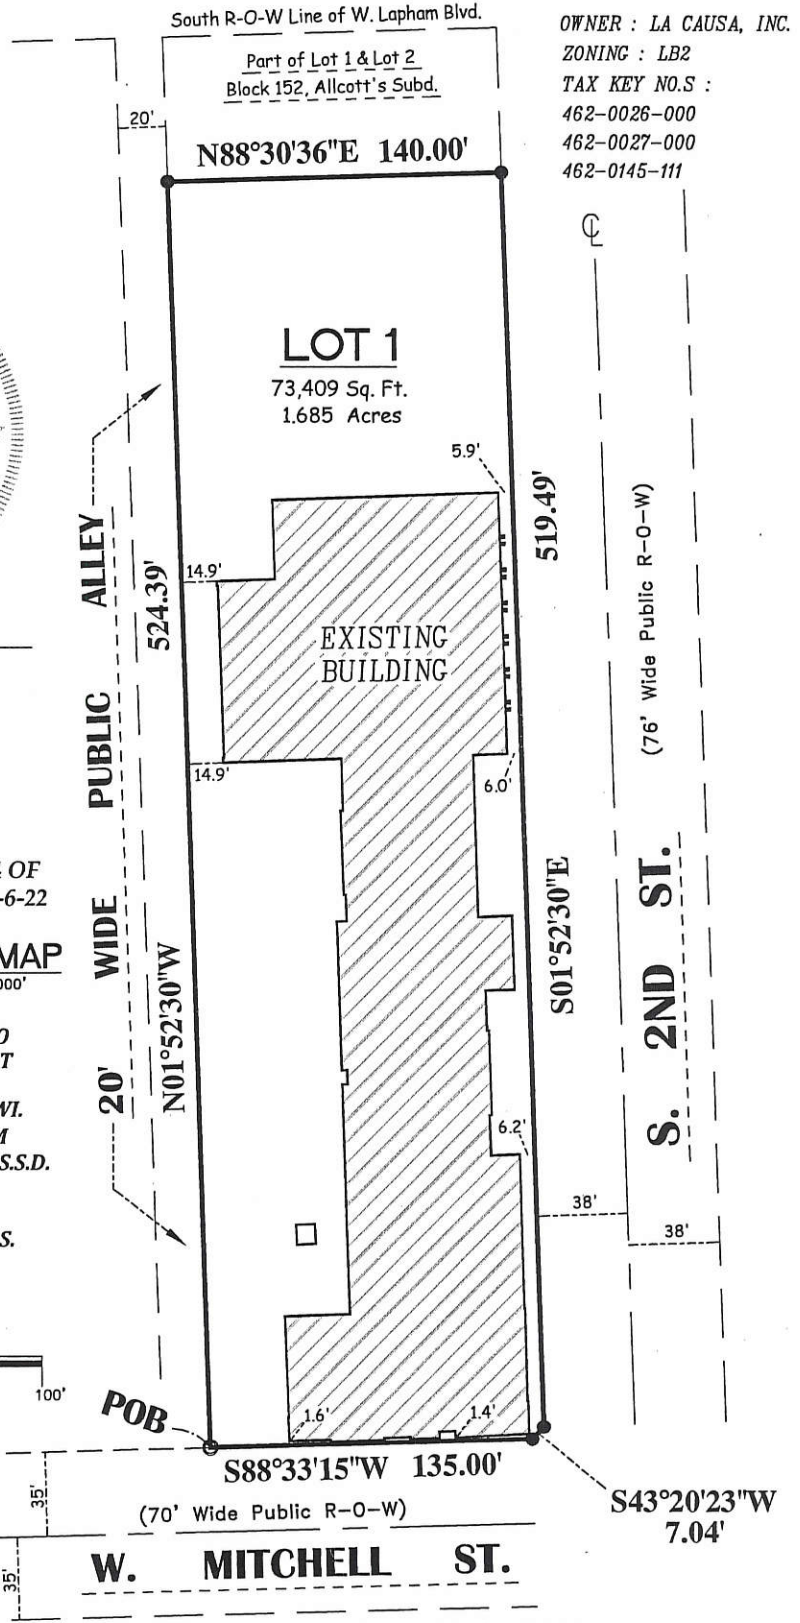 South R-O-W Line of W. Lapham Blvd.
Part of Lot 1 & Lot 2
Block 152, Allcott's Subd.
OWNER : LA CAUSA, INC.
ZONING : LB2
TAX KEY NO.S :
462-0026-000
462-0027-000
462-0145-111
20'
N88°30'36"E 140.00'
LOT 1
73,409 Sq. Ft.
1.685 Acres
5.9'
519.49'
524.39'
14.9'
EXISTING
BUILDING
14.9'
6.0'
20' WIDE PUBLIC ALLEY
N01°52'30"W
S01°52'30"E
(76' Wide Public R-O-W)
S. 2ND ST.
OF
-6-22
MAP
000'
O
T
WI.
M
S.S.D.
S.
6.2'
38'
38'
100'
POB
1.6'
1.4'
S88°33'15"W 135.00'
S43°20'23"W
7.04'
35'
(70' Wide Public R-O-W)
W. MITCHELL ST.
35'